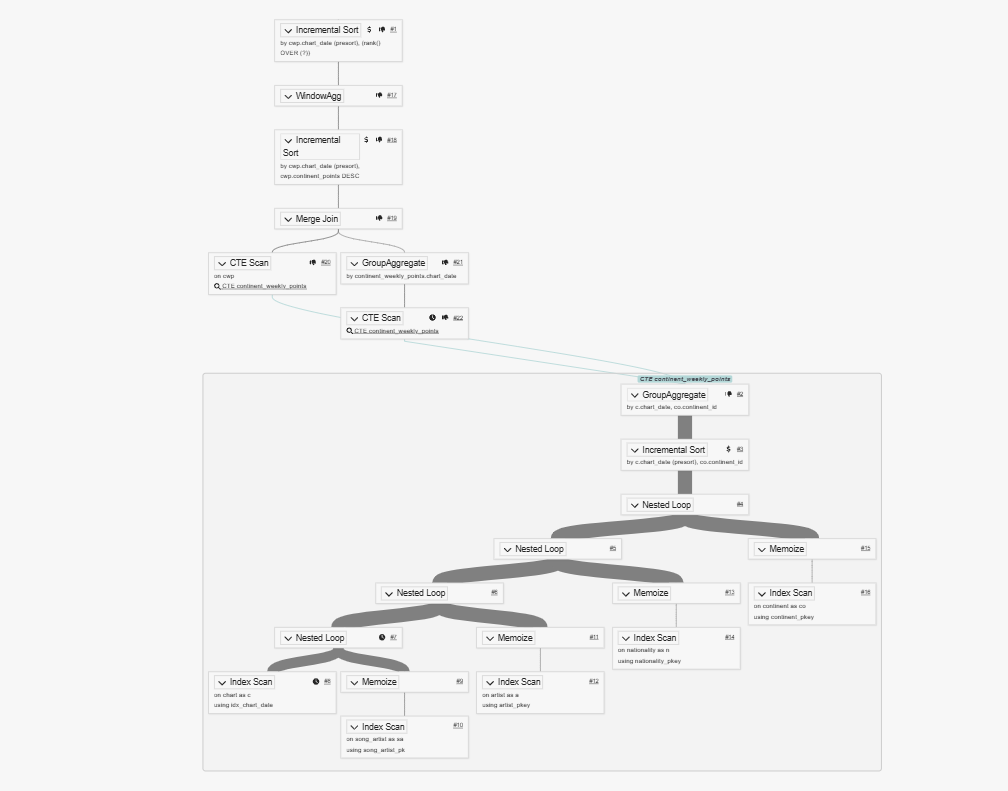 Incremental Sort $ #1
by cwp.chart_date (presort), (rank()
OVER (?))
WindowAgg #17
Incremental $ #18
Sort
by cwp.chart_date (presort),
cwp.continent_points DESC
Merge Join #19
CTE Scan #20
on cwp
CTE continent_weekly_points
GroupAggregate #21
by continent_weekly_points.chart_date
CTE Scan #22
CTE continent_weekly_points
CTE continent_weekly_points
GroupAggregate #2
by c.chart_date, co.continent_id
Incremental Sort $ #3
by c.chart_date (presort), co.continent_id
Nested Loop #4
Nested Loop #5
Memoize #15
Nested Loop #6
Memoize #13
Index Scan #16
on continent as co
using continent_pkey
Nested Loop #7
Memoize #11
Index Scan #14
on nationality as n
using nationality_pkey
Index Scan #8
on chart as c
using idx_chart_date
Memoize #9
Index Scan #12
on artist as a
using artist_pkey
Index Scan #10
on song_artist as sa
using song_artist_pk